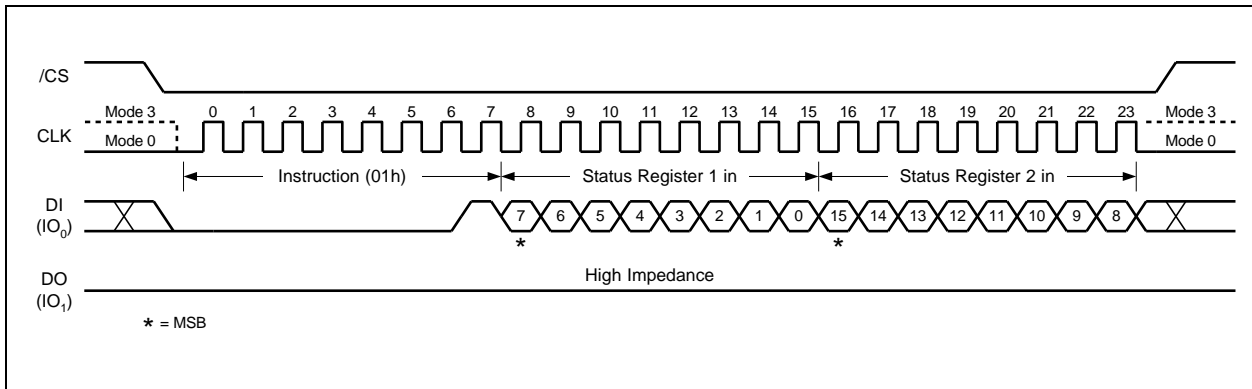 /CS
Mode 3 0 1 2 3 4 5 6 7 8 9 10 11 12 13 14 15 16 17 18 19 20 21 22 23 Mode 3
CLK
Mode 0 Mode 0
Instruction (01h) Status Register 1 in Status Register 2 in
DI
(IO0)
7 6 5 4 3 2 1 0 15 14 13 12 11 10 9 8
* *
High Impedance
DO
(IO1)
* = MSB